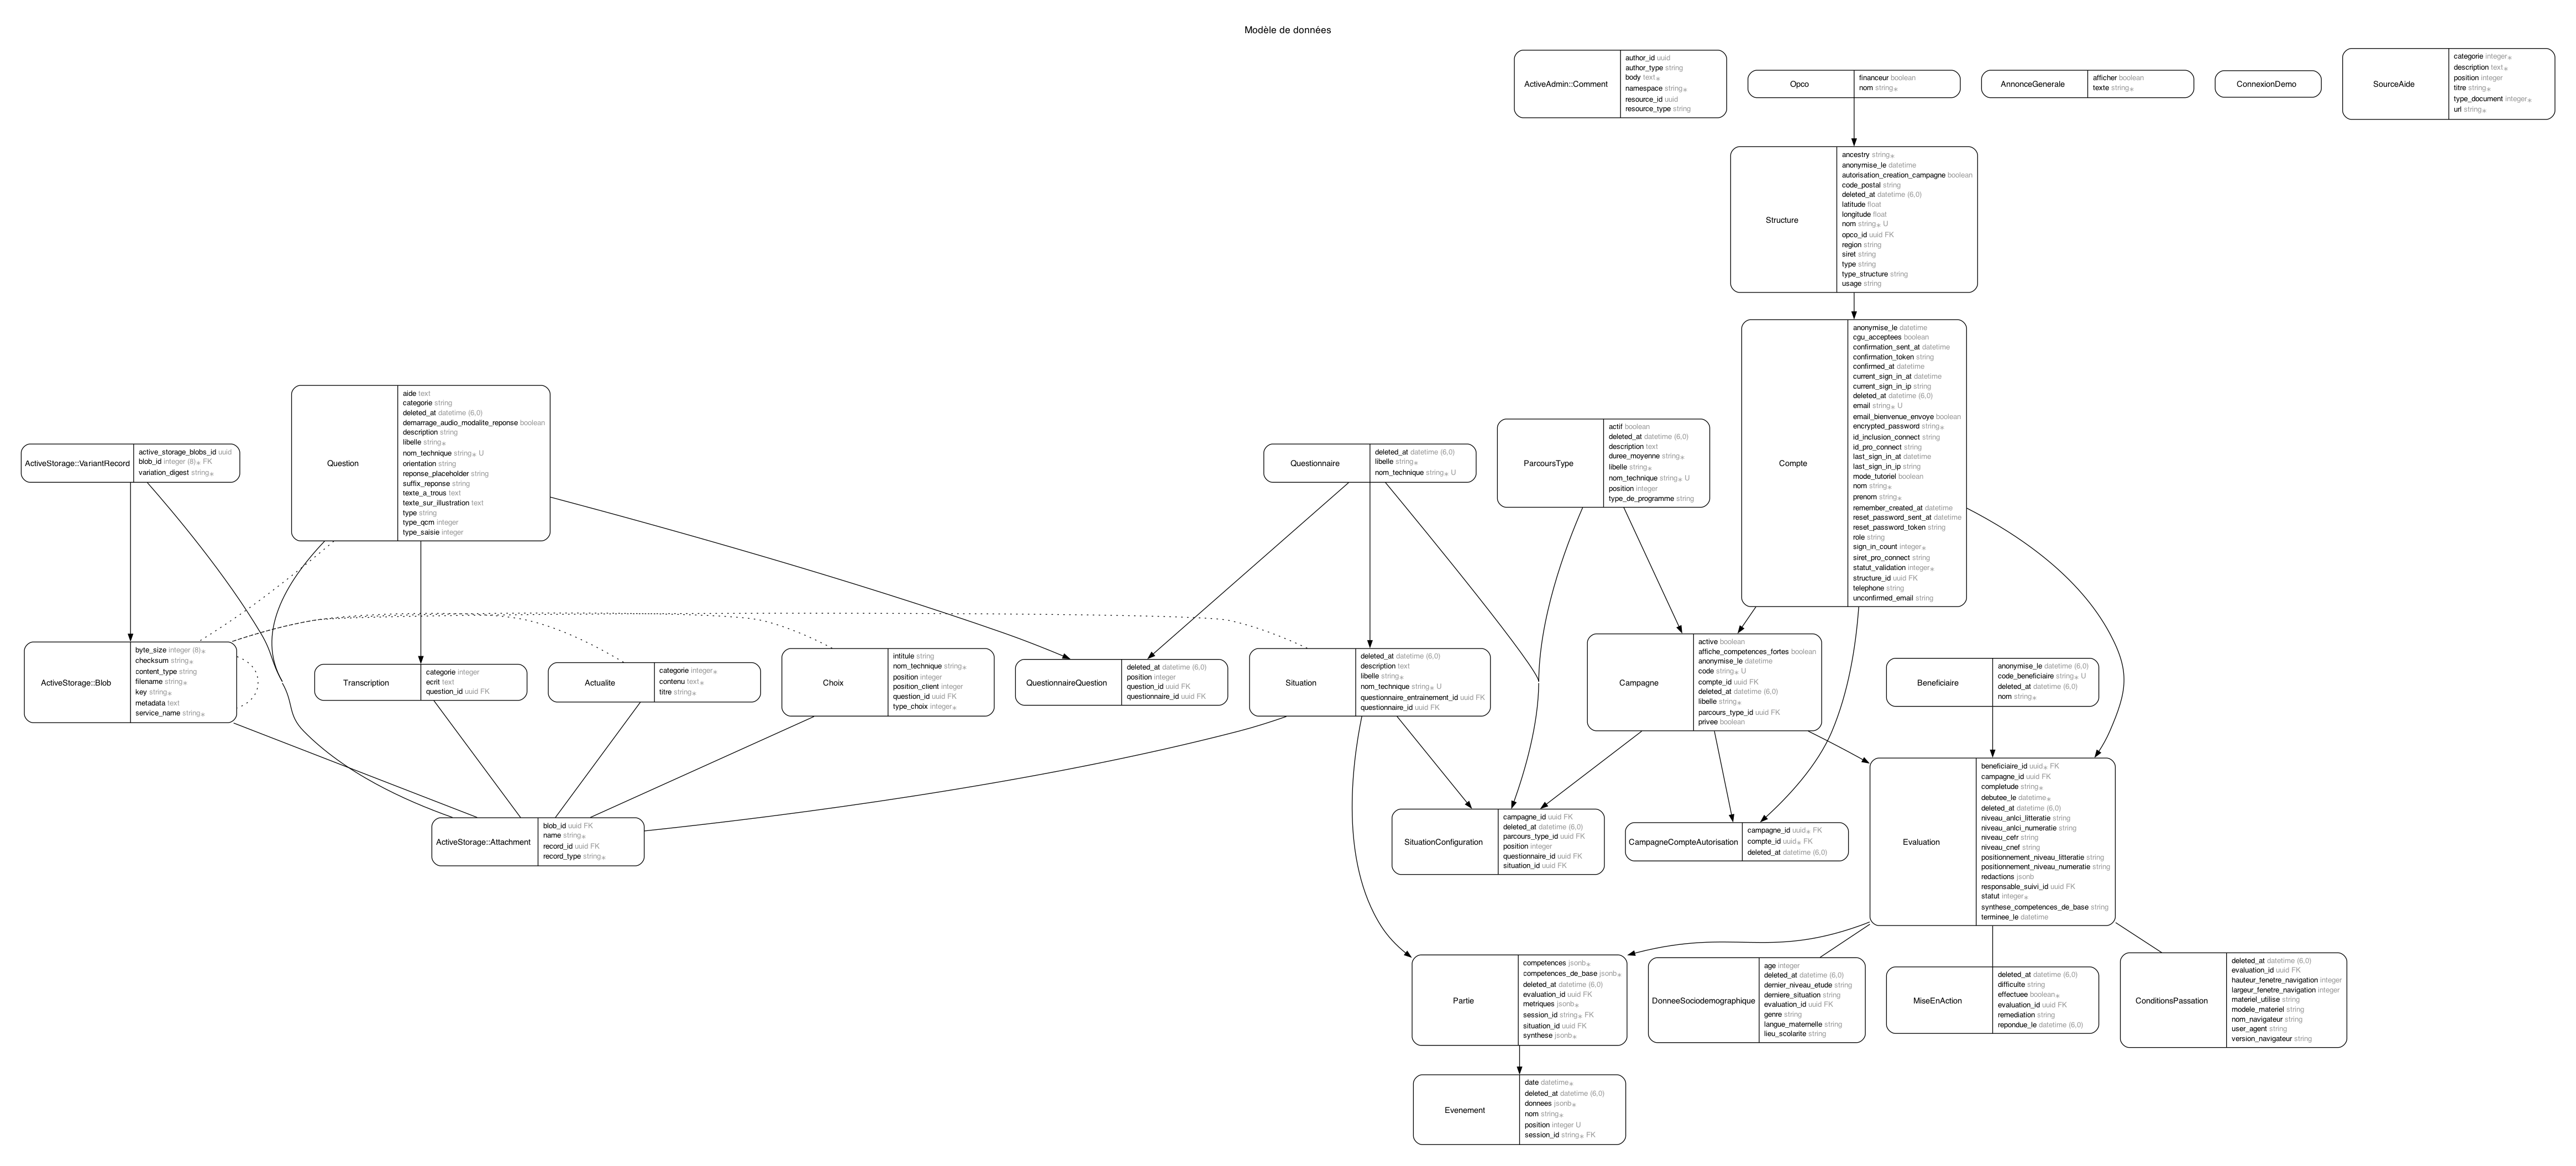 Modèle de données
ActiveAdmin::Comment
author_id uuid
author_type string
body text∗
namespace string∗
resource_id uuid
resource_type string
Opco
financeur boolean
nom string∗
AnnonceGenerale
afficher boolean
texte string∗
ConnexionDemo
SourceAide
categorie integer∗
description text∗
position integer
titre string∗
type_document integer∗
url string∗
Structure
ancestry string∗
anonymise_le datetime
autorisation_creation_campagne boolean
code_postal string
deleted_at datetime (6,0)
latitude float
longitude float
nom string∗ U
opco_id uuid FK
region string
siret string
type string
type_structure string
usage string
Compte
anonymise_le datetime
cgu_acceptees boolean
confirmation_sent_at datetime
confirmation_token string
confirmed_at datetime
current_sign_in_at datetime
current_sign_in_ip string
deleted_at datetime (6,0)
email string∗ U
email_bienvenue_envoye boolean
encrypted_password string∗
id_inclusion_connect string
id_pro_connect string
last_sign_in_at datetime
last_sign_in_ip string
mode_tutoriel boolean
nom string∗
prenom string∗
remember_created_at datetime
reset_password_sent_at datetime
reset_password_token string
role string
sign_in_count integer∗
siret_pro_connect string
statut_validation integer∗
structure_id uuid FK
telephone string
unconfirmed_email string
Question
aide text
categorie string
deleted_at datetime (6,0)
demarrage_audio_modalite_reponse boolean
description string
libelle string∗
nom_technique string∗ U
orientation string
reponse_placeholder string
suffix_reponse string
texte_a_trous text
texte_sur_illustration text
type string
type_qcm integer
type_saisie integer
ActiveStorage::VariantRecord
active_storage_blobs_id uuid
blob_id integer (8)∗ FK
variation_digest string∗
Questionnaire
deleted_at datetime (6,0)
libelle string∗
nom_technique string∗ U
ParcoursType
actif boolean
deleted_at datetime (6,0)
description text
duree_moyenne string∗
libelle string∗
nom_technique string∗ U
position integer
type_de_programme string
ActiveStorage::Blob
byte_size integer (8)∗
checksum string∗
content_type string
filename string∗
key string∗
metadata text
service_name string∗
Transcription
categorie integer
ecrit text
question_id uuid FK
Actualite
categorie integer∗
contenu text∗
titre string∗
Choix
intitule string
nom_technique string∗
position integer
position_client integer
question_id uuid FK
type_choix integer∗
QuestionnaireQuestion
deleted_at datetime (6,0)
position integer
question_id uuid FK
questionnaire_id uuid FK
Situation
deleted_at datetime (6,0)
description text
libelle string∗
nom_technique string∗ U
questionnaire_entrainement_id uuid FK
questionnaire_id uuid FK
Campagne
active boolean
affiche_competences_fortes boolean
anonymise_le datetime
code string∗ U
compte_id uuid FK
deleted_at datetime (6,0)
libelle string∗
parcours_type_id uuid FK
privee boolean
Beneficiaire
anonymise_le datetime (6,0)
code_beneficiaire string∗ U
deleted_at datetime (6,0)
nom string∗
ActiveStorage::Attachment
blob_id uuid FK
name string∗
record_id uuid FK
record_type string∗
SituationConfiguration
campagne_id uuid FK
deleted_at datetime (6,0)
parcours_type_id uuid FK
position integer
questionnaire_id uuid FK
situation_id uuid FK
CampagneCompteAutorisation
campagne_id uuid∗ FK
compte_id uuid∗ FK
deleted_at datetime (6,0)
Evaluation
beneficiaire_id uuid∗ FK
campagne_id uuid FK
completude string∗
debutee_le datetime∗
deleted_at datetime (6,0)
niveau_anlci_litteratie string
niveau_anlci_numeratie string
niveau_cefr string
niveau_cnef string
positionnement_niveau_litteratie string
positionnement_niveau_numeratie string
redactions jsonb
responsable_suivi_id uuid FK
statut integer∗
synthese_competences_de_base string
terminee_le datetime
Partie
competences jsonb∗
competences_de_base jsonb∗
deleted_at datetime (6,0)
evaluation_id uuid FK
metriques jsonb∗
session_id string∗ FK
situation_id uuid FK
synthese jsonb∗
DonneeSociodemographique
age integer
deleted_at datetime (6,0)
dernier_niveau_etude string
derniere_situation string
evaluation_id uuid FK
genre string
langue_maternelle string
lieu_scolarite string
MiseEnAction
deleted_at datetime (6,0)
difficulte string
effectuee boolean∗
evaluation_id uuid FK
remediation string
repondue_le datetime (6,0)
ConditionsPassation
deleted_at datetime (6,0)
evaluation_id uuid FK
hauteur_fenetre_navigation integer
largeur_fenetre_navigation integer
materiel_utilise string
modele_materiel string
nom_navigateur string
user_agent string
version_navigateur string
Evenement
date datetime∗
deleted_at datetime (6,0)
donnees jsonb∗
nom string∗
position integer U
session_id string∗ FK